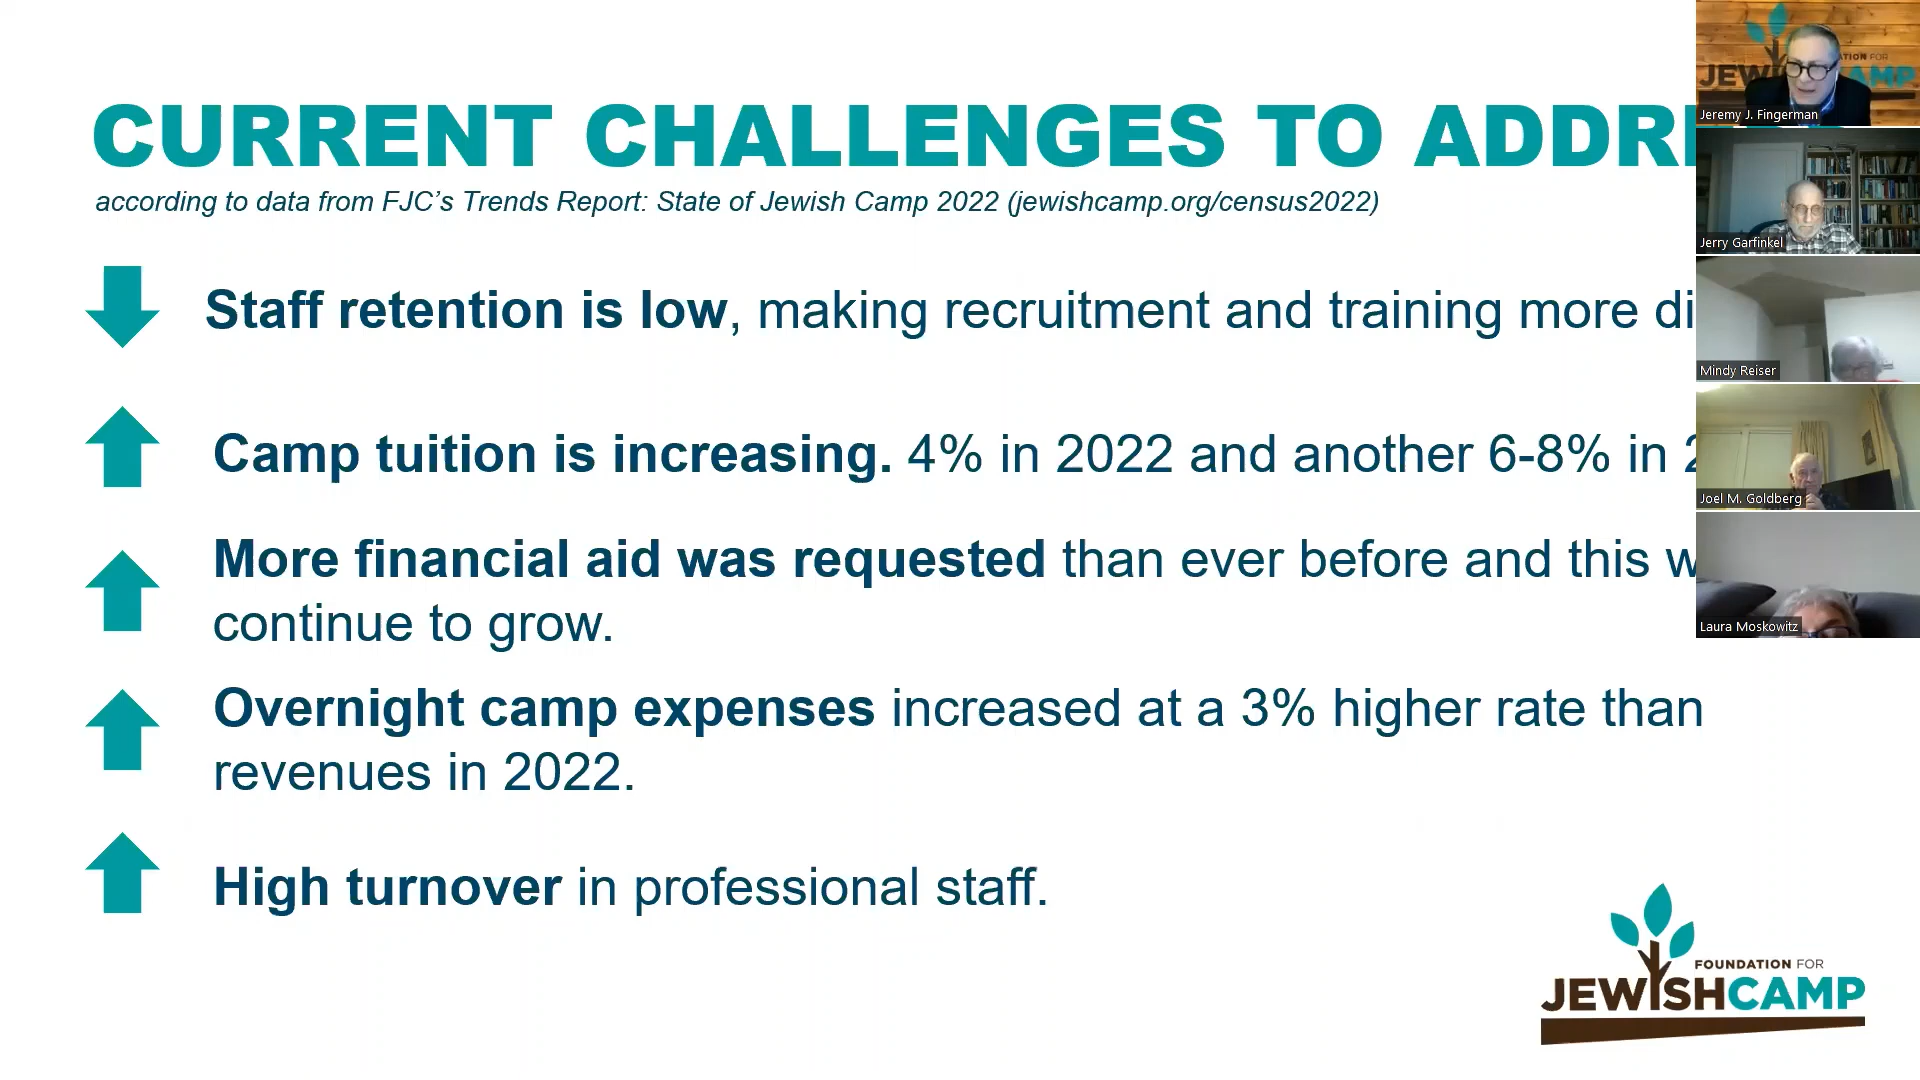 CURRENT CHALLENGES TO ADDR
according to data from FJC’s Trends Report: State of Jewish Camp 2022 (jewishcamp.org/census2022)
Staff retention is low, making recruitment and training more di
Camp tuition is increasing. 4% in 2022 and another 6-8% in 2
More financial aid was requested than ever before and this w
continue to grow.
Overnight camp expenses increased at a 3% higher rate than
revenues in 2022.
High turnover in professional staff.
FOUNDATION FOR
JEWISHCAMP
Jeremy J. Fingerman
Jerry Garfinkel
Mindy Reiser
Joel M. Goldberg
Laura Moskowitz